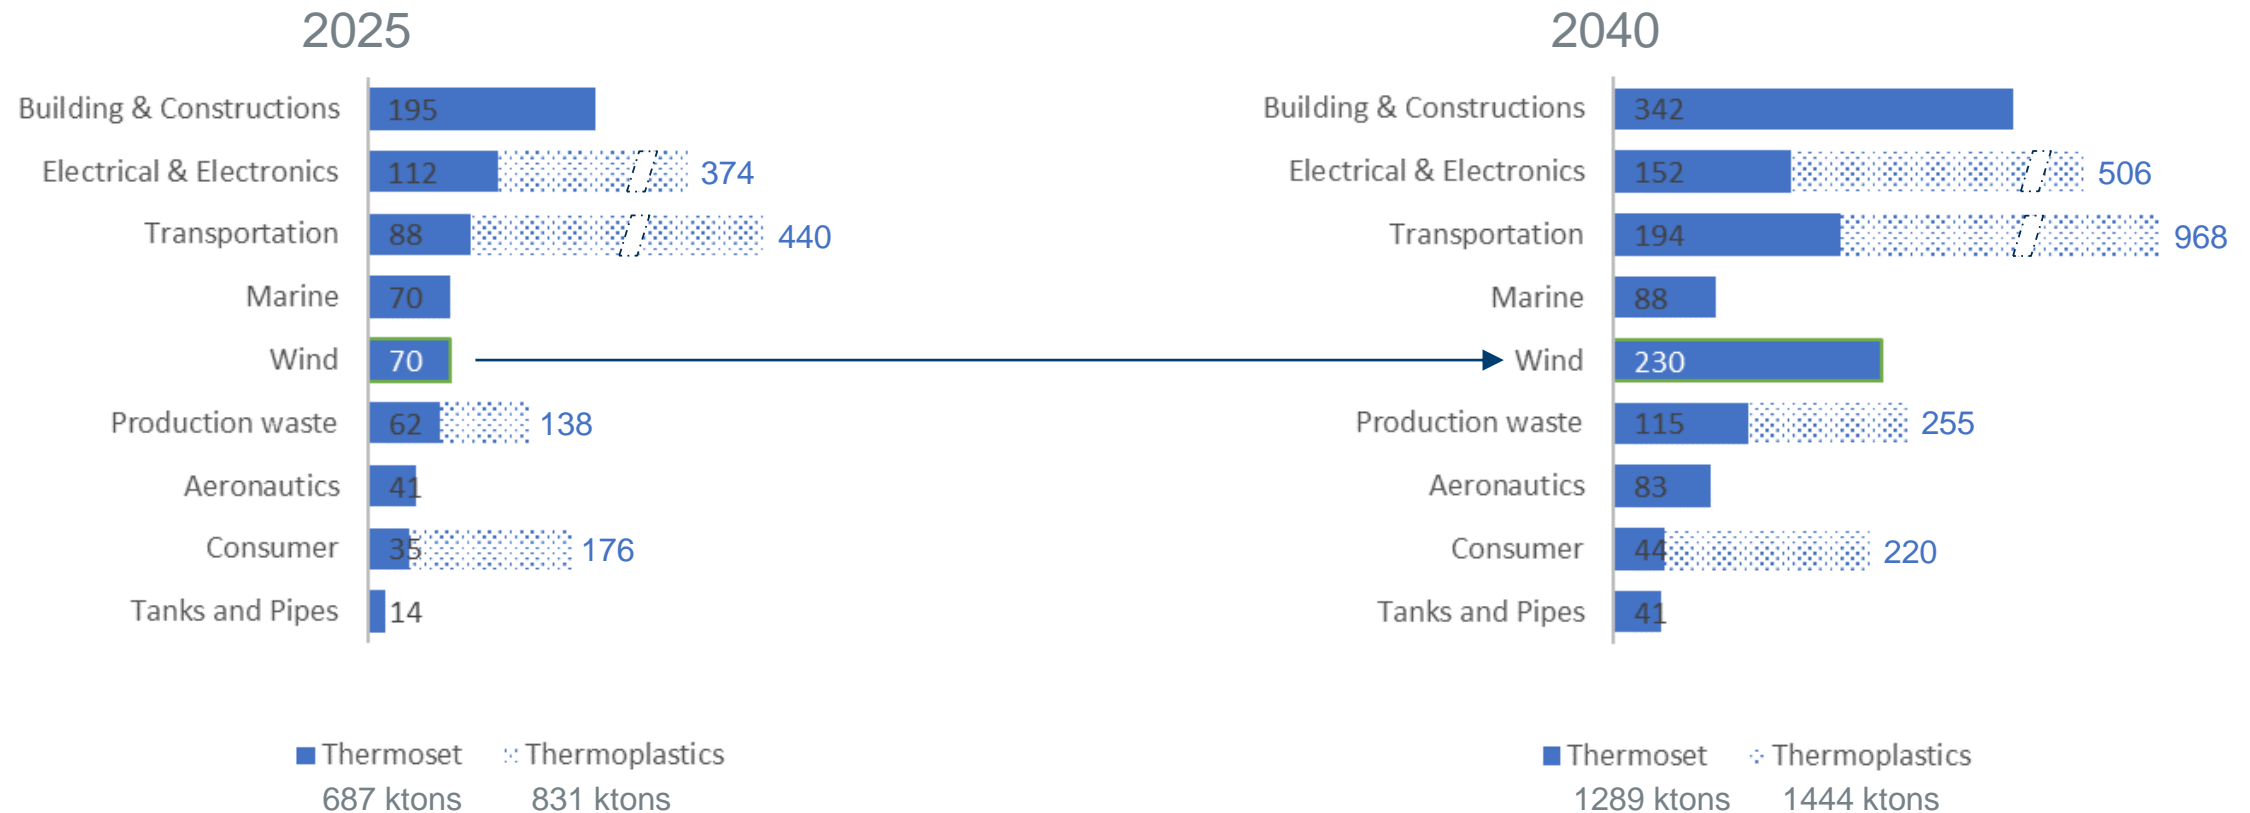 2025
Building & Constructions 195
Electrical & Electronics 112 374
Transportation 88 440
Marine 70
Wind 70
Production waste 62 138
Aeronautics 41
Consumer 35 176
Tanks and Pipes 14
Thermoset Thermoplastics
687 ktons 831 ktons
2040
Building & Constructions 342
Electrical & Electronics 152 506
Transportation 194 968
Marine 88
Wind 230
Production waste 115 255
Aeronautics 83
Consumer 44 220
Tanks and Pipes 41
Thermoset Thermoplastics
1289 ktons 1444 ktons